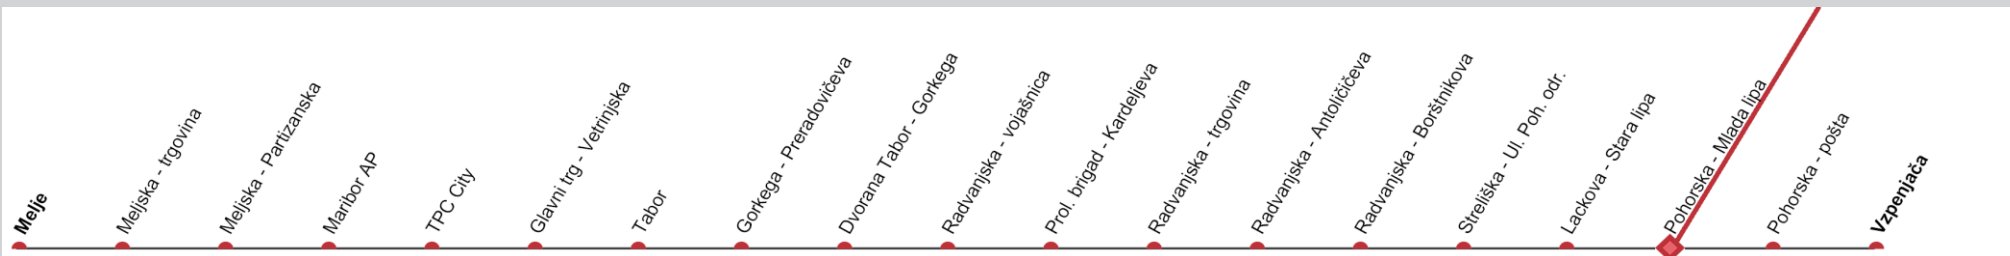 Melje
Meljska - trgovina
Meljska - Partizanska
Maribor AP
TPC City
Glavni trg - Vetrinjska
Tabor
Gorkega - Preradovičeva
Dvorana Tabor - Gorkega
Radvanjska - vojašnica
Prol. brigad - Kardeljeva
Radvanjska - trgovina
Radvanjska - Antoličičeva
Radvanjska - Borštnikova
Streliška - Ul. Poh. odr.
Lackova - Stara lipa
Pohorska - Mlada lipa
Pohorska - pošta
Vzpenjača